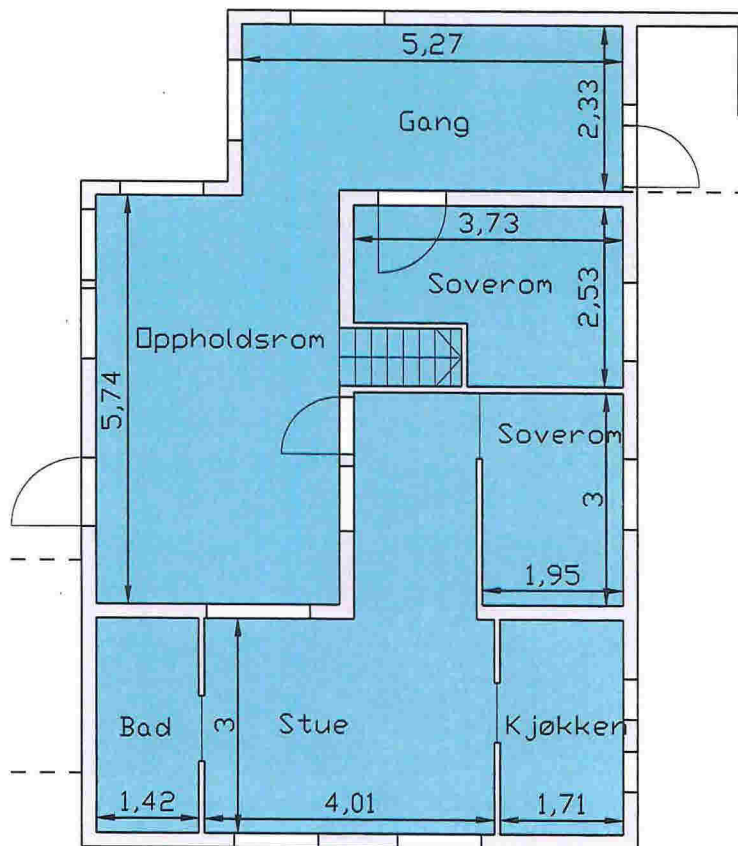 5,27
Gang
2,33
3,73
Soverom
2,53
Oppholdsrom
5,74
Soverom
3
1,95
Bad
3
Stue
Kjøkken
1,42
4,01
1,71